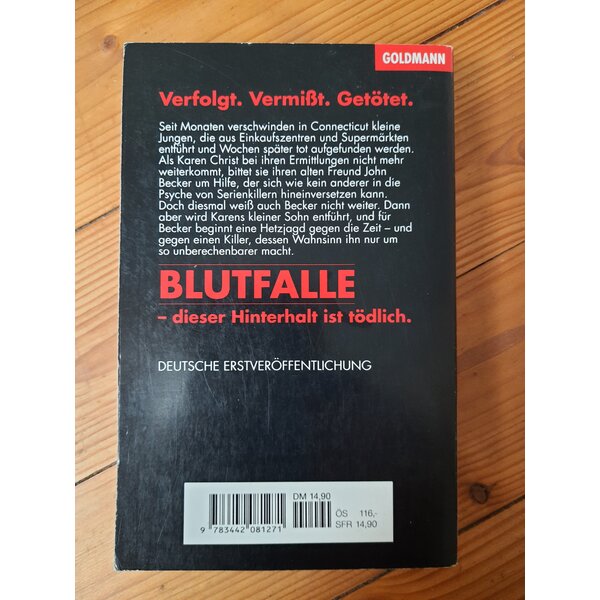 GOLDMANN
Verfolgt. Vermißt. Getötet.
Seit Monaten verschwinden in Connecticut kleine
Jungen, die aus Einkaufszentren und Supermärkten
entführt und Wochen später tot aufgefunden werden.
Als Karen Christ bei ihren Ermittlungen nicht mehr
weiterkommt, bittet sie ihren alten Freund John
Becker um Hilfe, der sich wie kein anderer in die
Psyche von Serienkillern hineinversetzen kann.
Doch diesmal weiß auch Becker nicht weiter. Dann
aber wird Karens kleiner Sohn entführt, und für
Becker beginnt eine Hetzjagd gegen die Zeit – und
gegen einen Killer, dessen Wahnsinn ihn nur um
so unberechenbarer macht.
BLUTFALLE
– dieser Hinterhalt ist tödlich.
DEUTSCHE ERSTVERÖFFENTLICHUNG
DM 14,90
ÖS 116,-
SFR 14,90
9 783442 081271